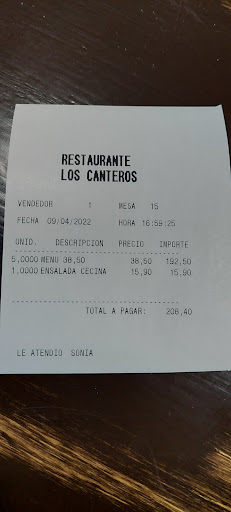 RESTAURANTE
LOS CANTEROS
VENDEDOR 1 MESA 15
FECHA 09/04/2022 HORA 16:59:25
UNID. DESCRIPCION PRECIO IMPORTE
5,0000 MENU 38,50 38,50 192,50
1,0000 ENSALADA CECINA 15,90 15,90
TOTAL A PAGAR: 208,40
LE ATENDIO SONIA